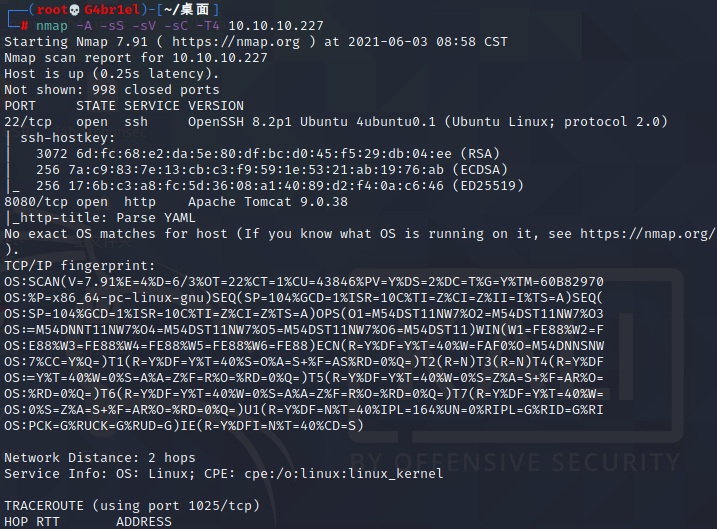 ┌──(root💀G4br1el)-[~/桌面]
└─# nmap -A -sS -sV -sC -T4 10.10.10.227
Starting Nmap 7.91 ( https://nmap.org ) at 2021-06-03 08:58 CST
Nmap scan report for 10.10.10.227
Host is up (0.25s latency).
Not shown: 998 closed ports
PORT     STATE SERVICE VERSION
22/tcp   open  ssh     OpenSSH 8.2p1 Ubuntu 4ubuntu0.1 (Ubuntu Linux; protocol 2.0)
| ssh-hostkey:
|   3072 6d:fc:68:e2:da:5e:80:df:bc:d0:45:f5:29:db:04:ee (RSA)
|   256 7a:c9:83:7e:13:cb:c3:f9:59:1e:53:21:ab:19:76:ab (ECDSA)
|_  256 17:6b:c3:a8:fc:5d:36:08:a1:40:89:d2:f4:0a:c6:46 (ED25519)
8080/tcp open  http    Apache Tomcat 9.0.38
|_http-title: Parse YAML
No exact OS matches for host (If you know what OS is running on it, see https://nmap.org/
).
TCP/IP fingerprint:
OS:SCAN(V=7.91%E=4%D=6/3%OT=22%CT=1%CU=43846%PV=Y%DS=2%DC=T%G=Y%TM=60B82970
OS:%P=x86_64-pc-linux-gnu)SEQ(SP=104%GCD=1%ISR=10C%TI=Z%CI=Z%II=I%TS=A)SEQ(
OS:SP=104%GCD=1%ISR=10C%TI=Z%CI=Z%TS=A)OPS(O1=M54DST11NW7%O2=M54DST11NW7%O3
OS:=M54DNNT11NW7%O4=M54DST11NW7%O5=M54DST11NW7%O6=M54DST11)WIN(W1=FE88%W2=F
OS:E88%W3=FE88%W4=FE88%W5=FE88%W6=FE88)ECN(R=Y%DF=Y%T=40%W=FAF0%O=M54DNNSNW
OS:7%CC=Y%Q=)T1(R=Y%DF=Y%T=40%S=O%A=S+%F=AS%RD=0%Q=)T2(R=N)T3(R=N)T4(R=Y%DF
OS:=Y%T=40%W=0%S=A%A=Z%F=R%O=%RD=0%Q=)T5(R=Y%DF=Y%T=40%W=0%S=Z%A=S+%F=AR%O=
OS:%RD=0%Q=)T6(R=Y%DF=Y%T=40%W=0%S=A%A=Z%F=R%O=%RD=0%Q=)T7(R=Y%DF=Y%T=40%W=
OS:0%S=Z%A=S+%F=AR%O=%RD=0%Q=)U1(R=Y%DF=N%T=40%IPL=164%UN=0%RIPL=G%RID=G%RI
OS:PCK=G%RUCK=G%RUD=G)IE(R=Y%DFI=N%T=40%CD=S)
BY OFFENSIVE SECURITY
Network Distance: 2 hops
Service Info: OS: Linux; CPE: cpe:/o:linux:linux_kernel
TRACEROUTE (using port 1025/tcp)
HOP RTT       ADDRESS